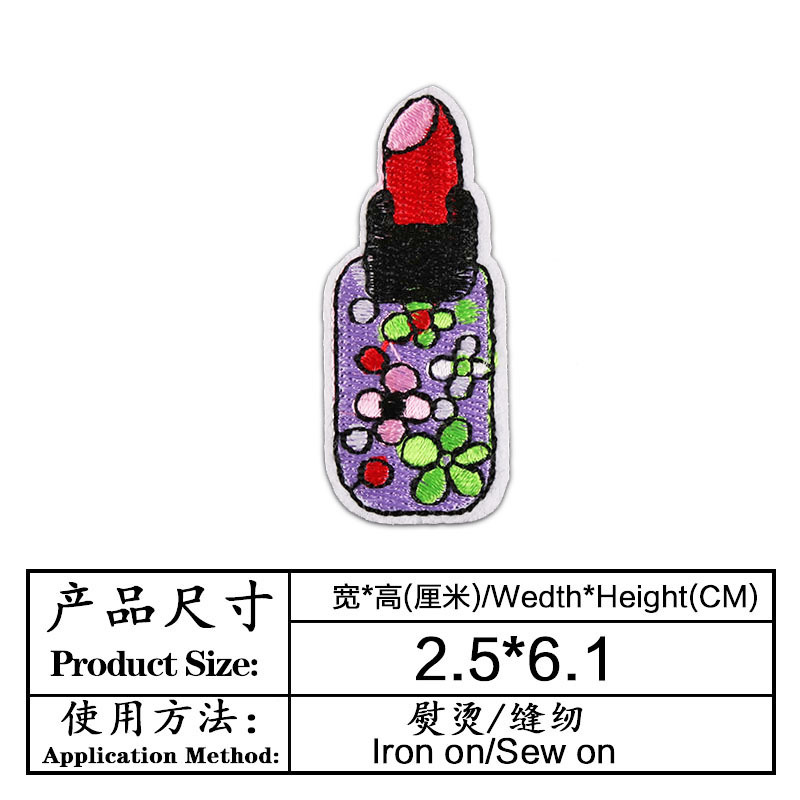 产品尺寸
Product Size:
宽*高(厘米)/Wedth*Height(CM)
2.5*6.1
使用方法:
Application Method:
熨烫/缝纫
Iron on/Sew on